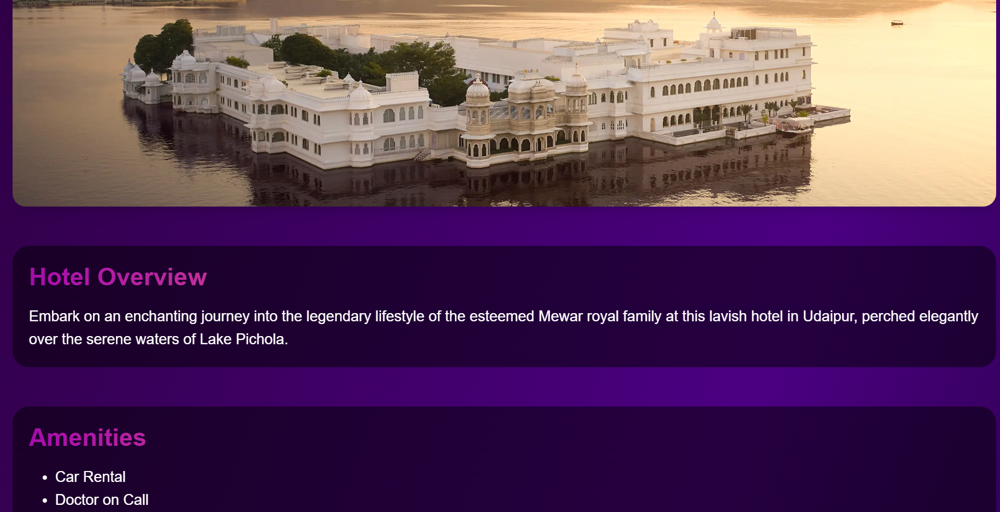 Hotel Overview
Embark on an enchanting journey into the legendary lifestyle of the esteemed Mewar royal family at this lavish hotel in Udaipur, perched elegantly
over the serene waters of Lake Pichola.
Amenities
• Car Rental
• Doctor on Call